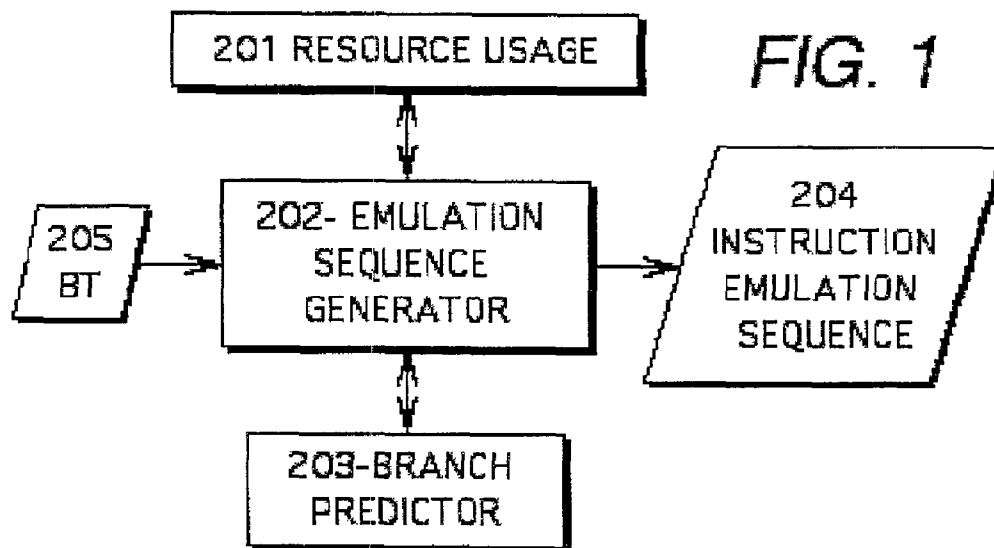 201 RESOURCE USAGE
FIG. 1
205
BT
202- EMULATION
SEQUENCE
GENERATOR
204
INSTRUCTION
EMULATION
SEQUENCE
203-BRANCH
PREDICTOR